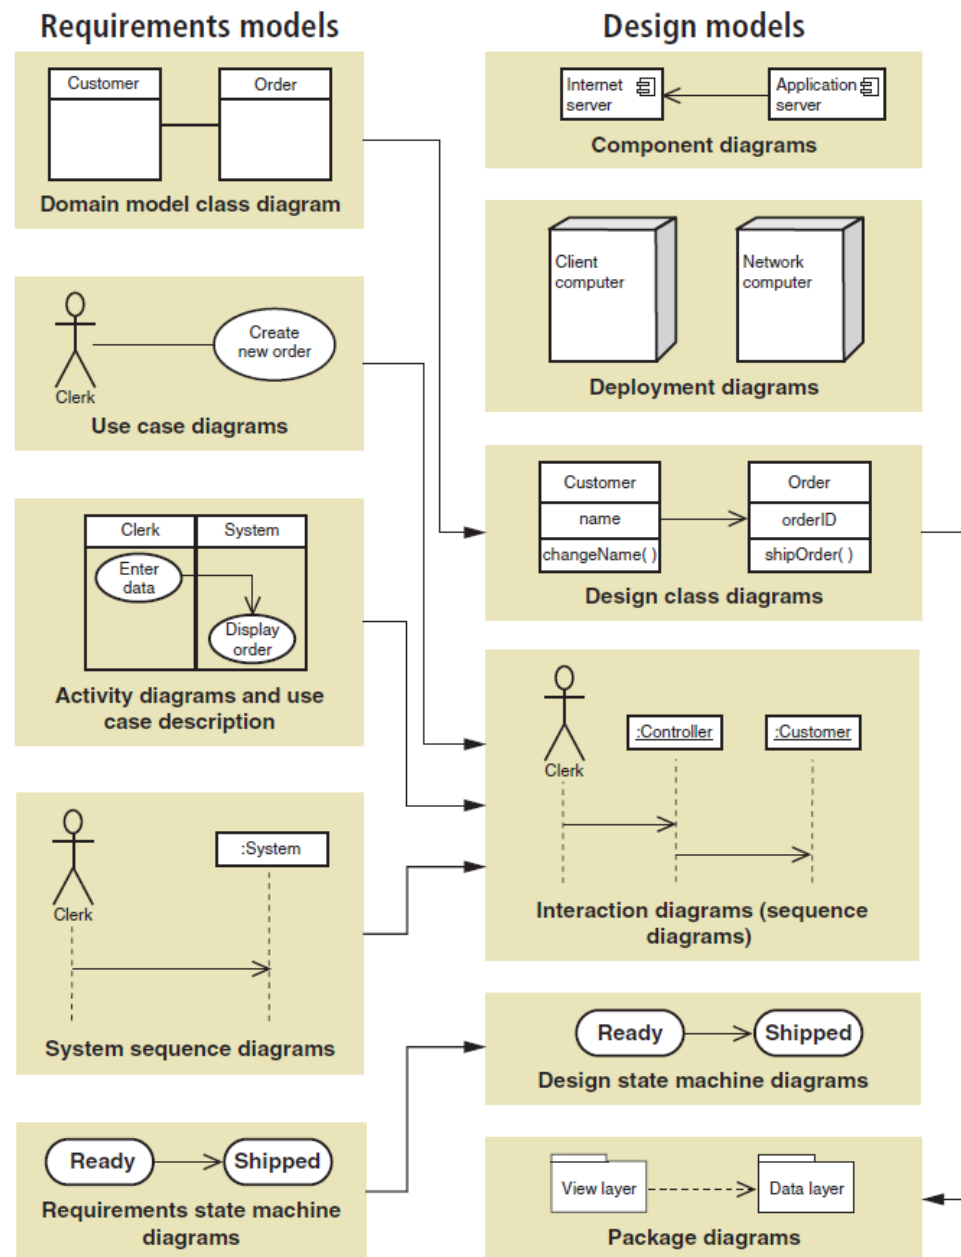 Requirements models
Customer
Order
Domain model class diagram
Create
new order
Clerk
Use case diagrams
Clerk
System
Enter
data
Display
order
Activity diagrams and use
case description
:System
Clerk
System sequence diagrams
Ready
Shipped
Requirements state machine
diagrams
Design models
Internet
server
Application
server
Component diagrams
Client
computer
Network
computer
Deployment diagrams
Customer
name
changeName( )
Order
orderID
shipOrder( )
Design class diagrams
:Controller
:Customer
Clerk
Interaction diagrams (sequence
diagrams)
Ready
Shipped
Design state machine diagrams
View layer
Data layer
Package diagrams